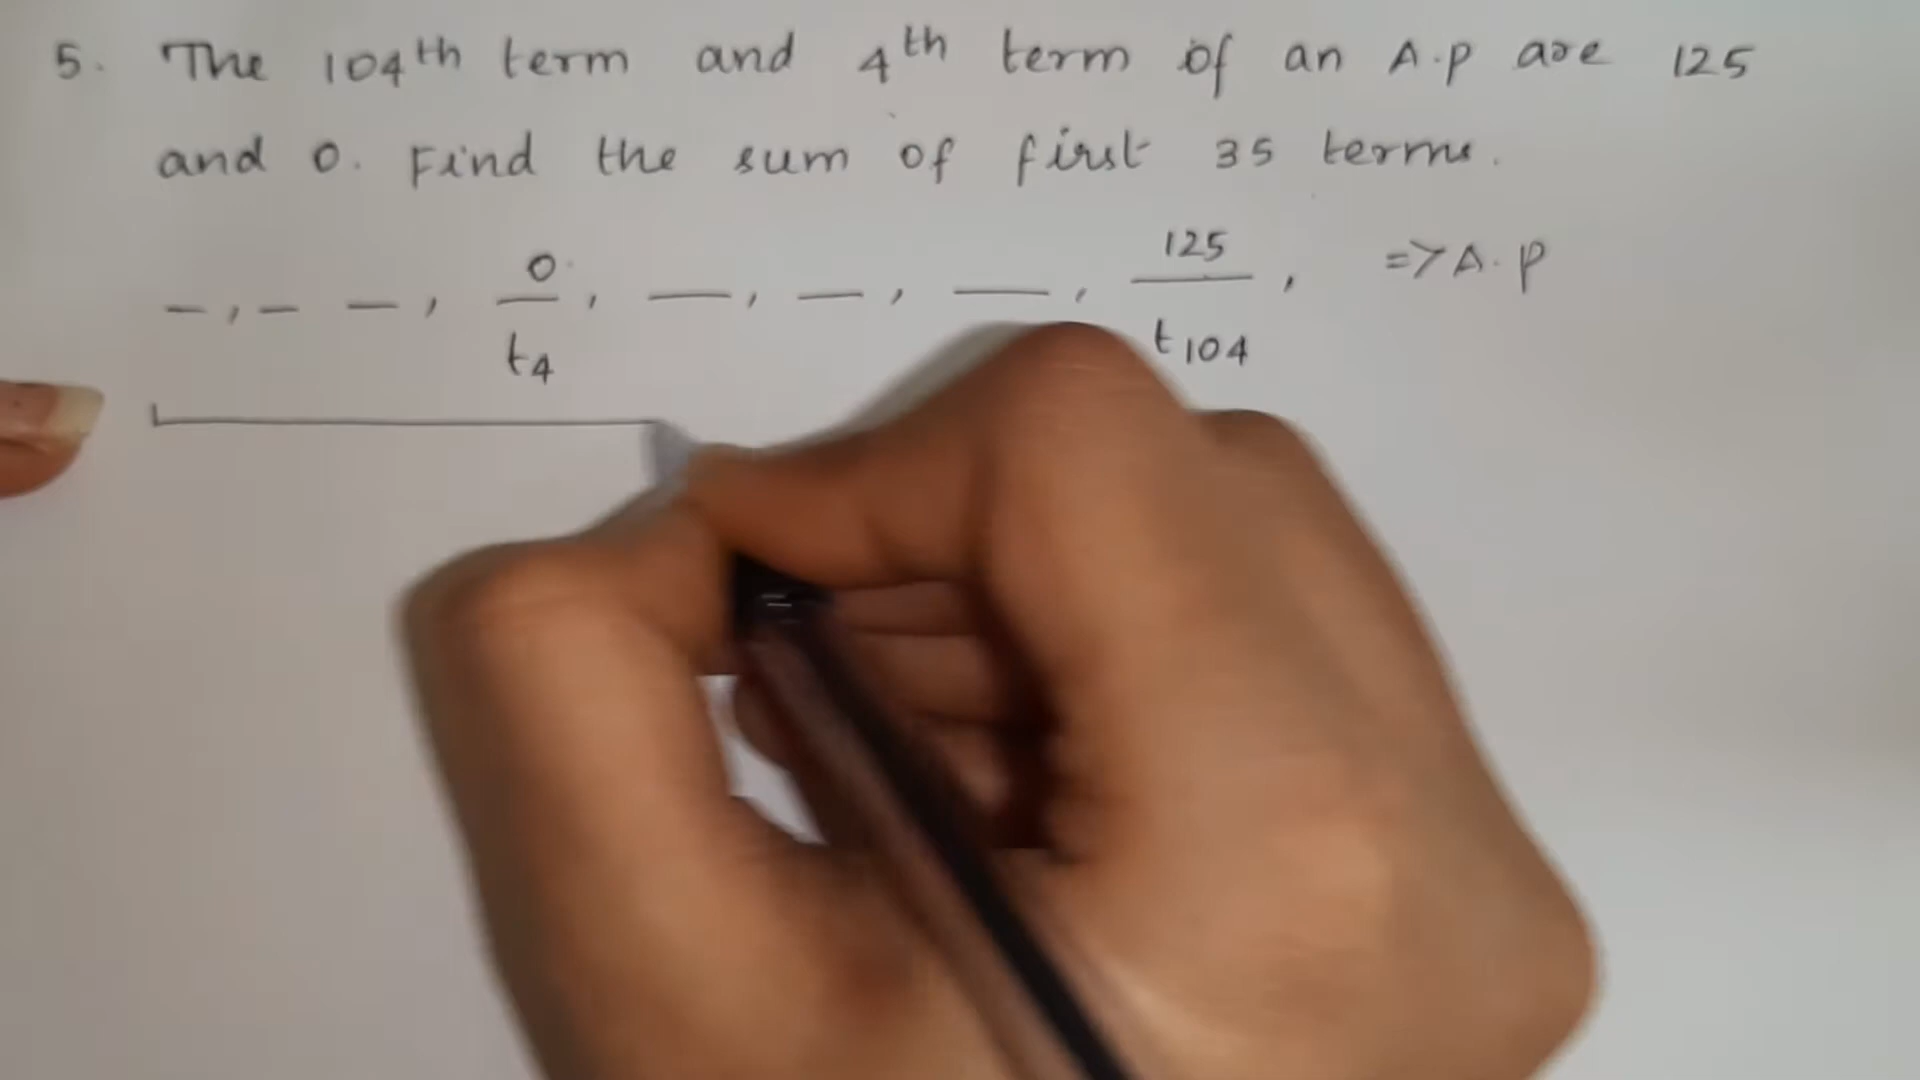 5. The 104th term and 4th term of an A.P are 125
and 0. Find the sum of first 35 terms.
_, _ _, 0, _, _, _, 125, => A.P
t4 t104